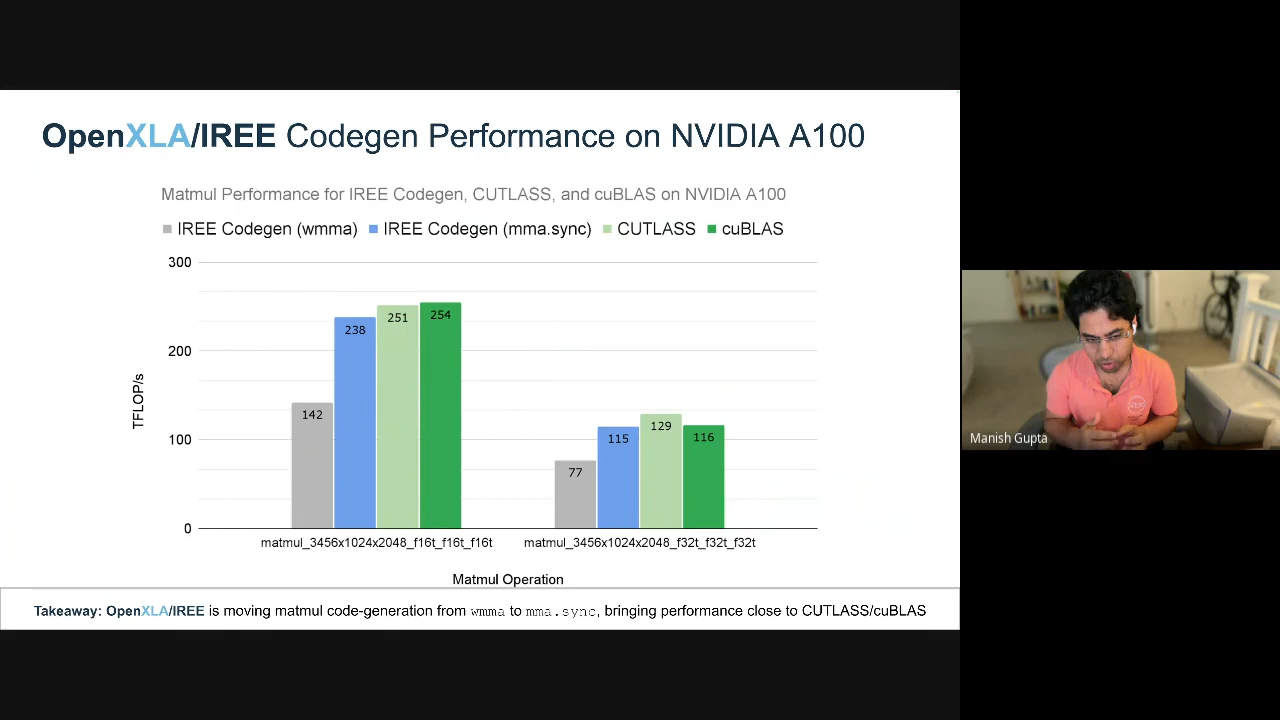 OpenXLA/IREE Codegen Performance on NVIDIA A100
Matmul Performance for IREE Codegen, CUTLASS, and cuBLAS on NVIDIA A100
IREE Codegen (wmma) IREE Codegen (mma.sync) CUTLASS cuBLAS
TFLOP/s
300
200
100
0
142
238
251
254
77
115
129
116
matmul_3456x1024x2048_f16t_f16t_f16t
matmul_3456x1024x2048_f32t_f32t_f32t
Matmul Operation
Takeaway: OpenXLA/IREE is moving matmul code-generation from wmma to mma.sync, bringing performance close to CUTLASS/cuBLAS
Manish Gupta